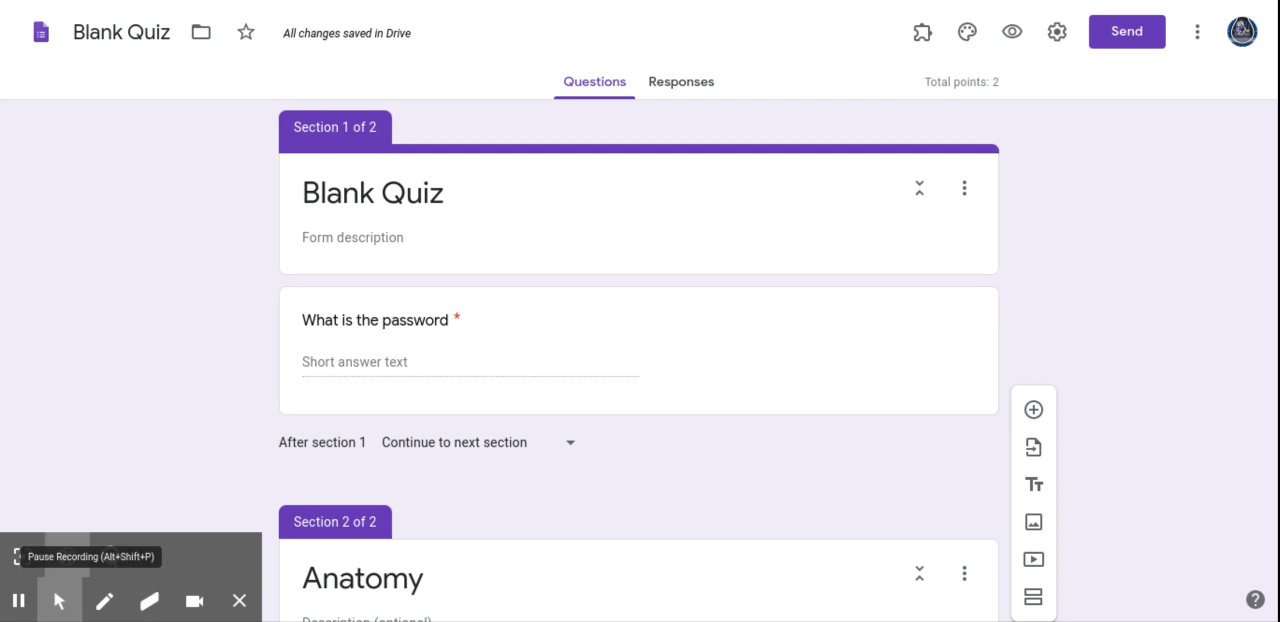 Blank Quiz
All changes saved in Drive
Send
Questions
Responses
Total points: 2
Section 1 of 2
Blank Quiz
Form description
What is the password *
Short answer text
After section 1 Continue to next section
Section 2 of 2
Pause Recording (Alt+Shift+P)
Anatomy
Description (optional)